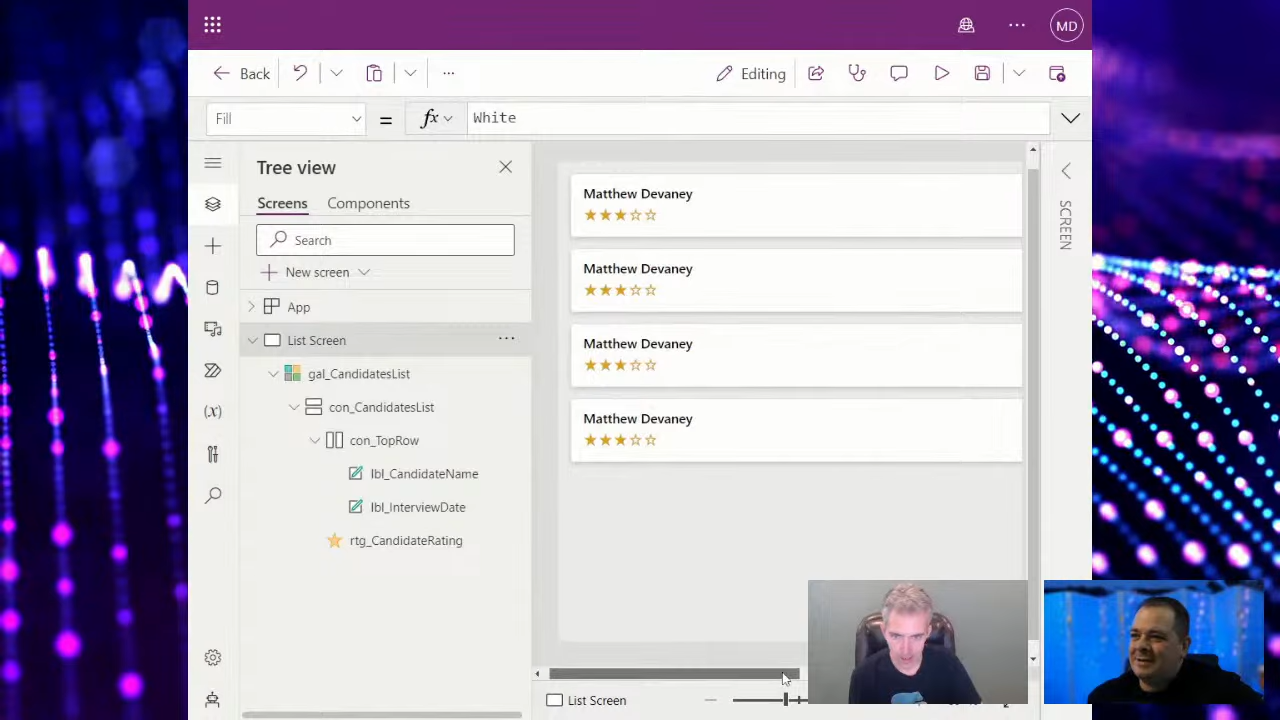 MD
Back
Editing
Fill
=
fx
White
Tree view
Screens
Components
Search
New screen
App
List Screen
gal_CandidatesList
con_CandidatesList
con_TopRow
lbl_CandidateName
lbl_InterviewDate
rtg_CandidateRating
Matthew Devaney
Matthew Devaney
Matthew Devaney
Matthew Devaney
SCREEN
List Screen